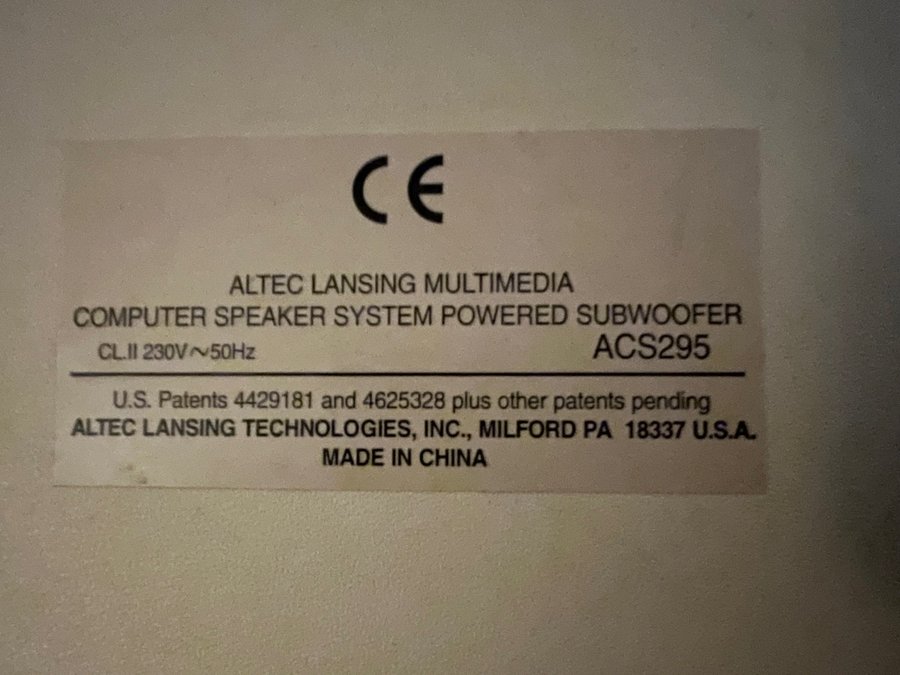 CE
ALTEC LANSING MULTIMEDIA
COMPUTER SPEAKER SYSTEM POWERED SUBWOOFER
CL.II 230V～50Hz ACS295
U.S. Patents 4429181 and 4625328 plus other patents pending
ALTEC LANSING TECHNOLOGIES, INC., MILFORD PA 18337 U.S.A.
MADE IN CHINA